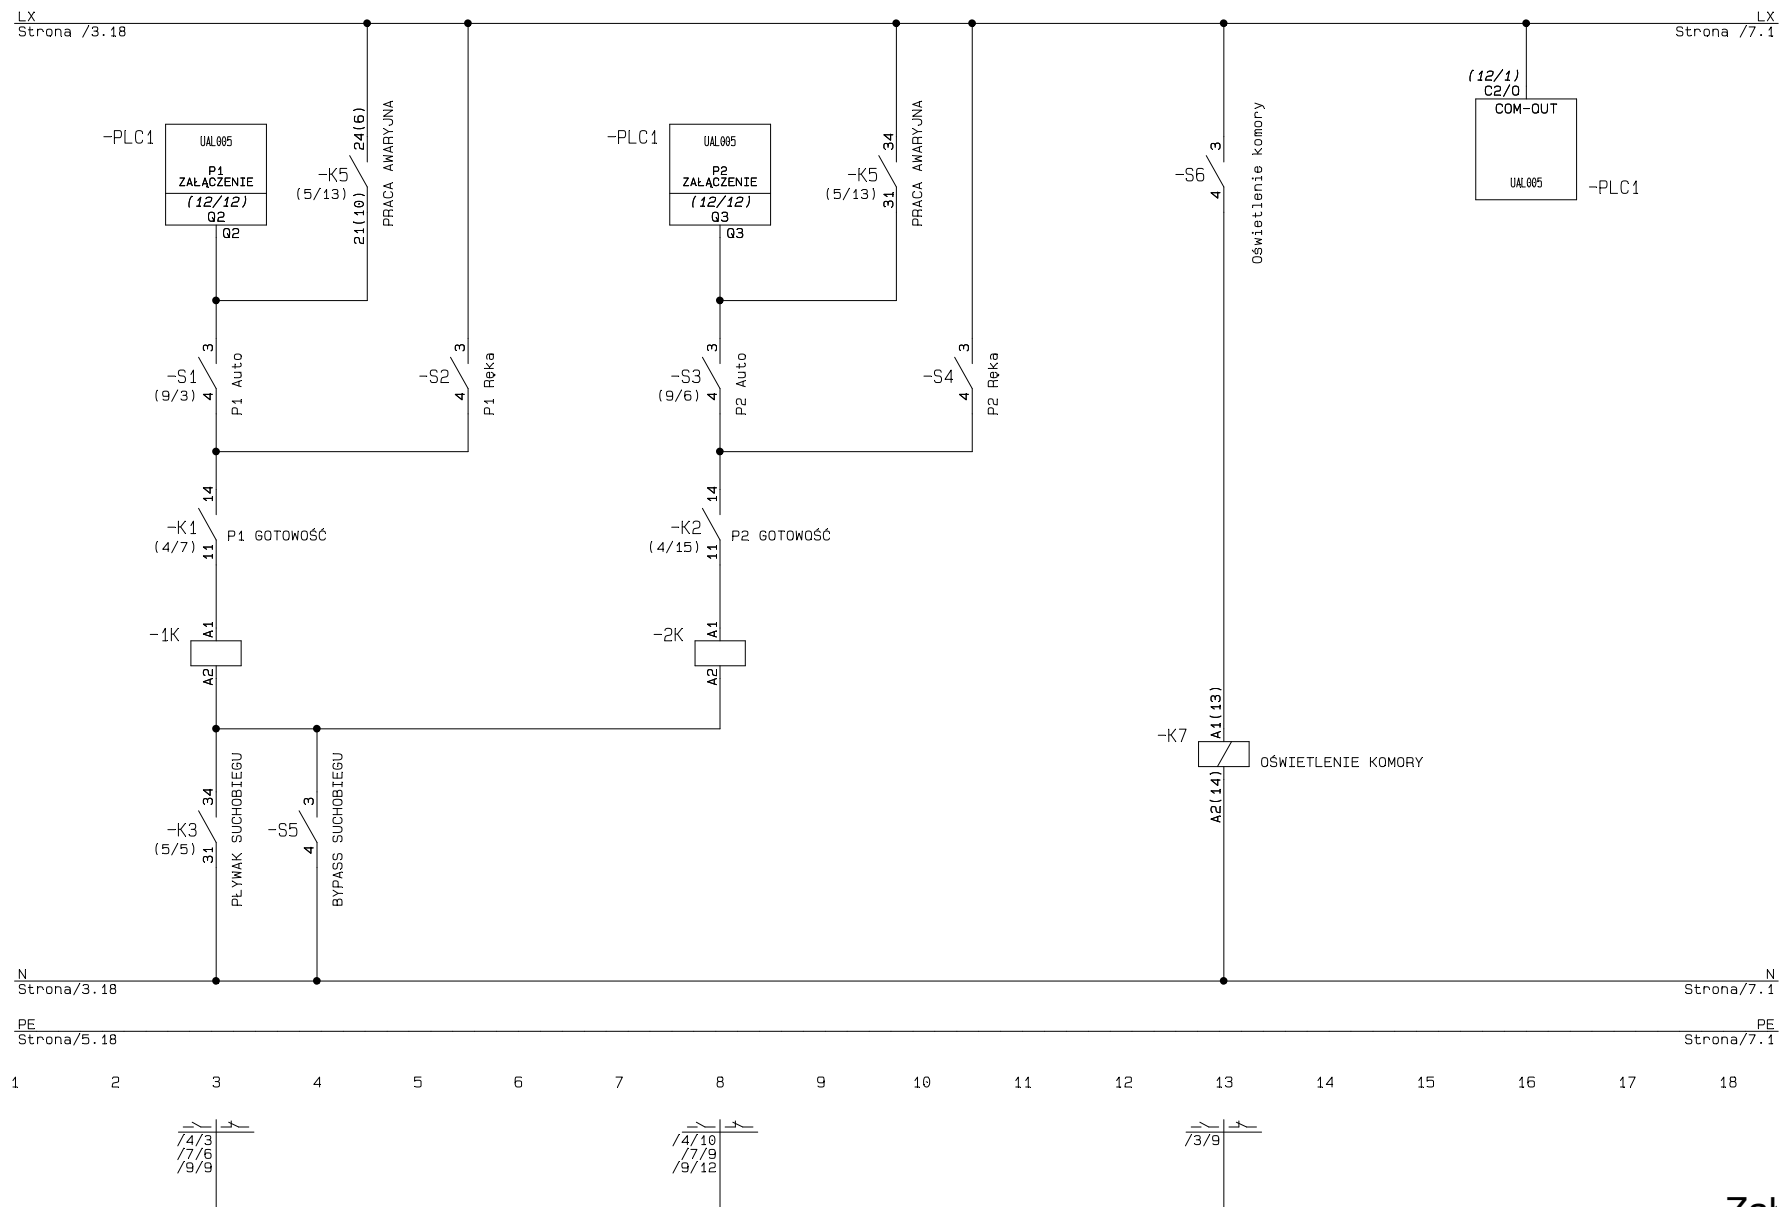 LX
Strona /3.18
LX
Strona /7.1
-PLC1
UAL005
P1
ZAŁĄCZENIE
(12/12)
Q2
Q2
24(6)
-K5
(5/13)
21(10)
PRACA AWARYJNA
-PLC1
UAL005
P2
ZAŁĄCZENIE
(12/12)
Q3
Q3
34
-K5
(5/13)
31
PRACA AWARYJNA
3
-S6
4
Oświetlenie komory
(12/1)
C2/0
COM-OUT
UAL005
-PLC1
3
-S1
(9/3)
4
P1 Auto
3
-S2
4
P1 Ręka
3
-S3
(9/6)
4
P2 Auto
3
-S4
4
P2 Ręka
14
-K1
(4/7)
11
P1 GOTOWOŚĆ
14
-K2
(4/15)
11
P2 GOTOWOŚĆ
A1
-1K
A2
A1
-2K
A2
A1(13)
-K7
A2(14)
OŚWIETLENIE KOMORY
34
-K3
(5/5)
31
PŁYWAK SUCHOBIEGU
3
-S5
4
BYPASS SUCHOBIEGU
N
Strona/3.18
N
Strona/7.1
PE
Strona/5.18
PE
Strona/7.1
1 2 3 4 5 6 7 8 9 10 11 12 13 14 15 16 17 18
/4/3
/7/6
/9/9
/4/10
/7/9
/9/12
/3/9